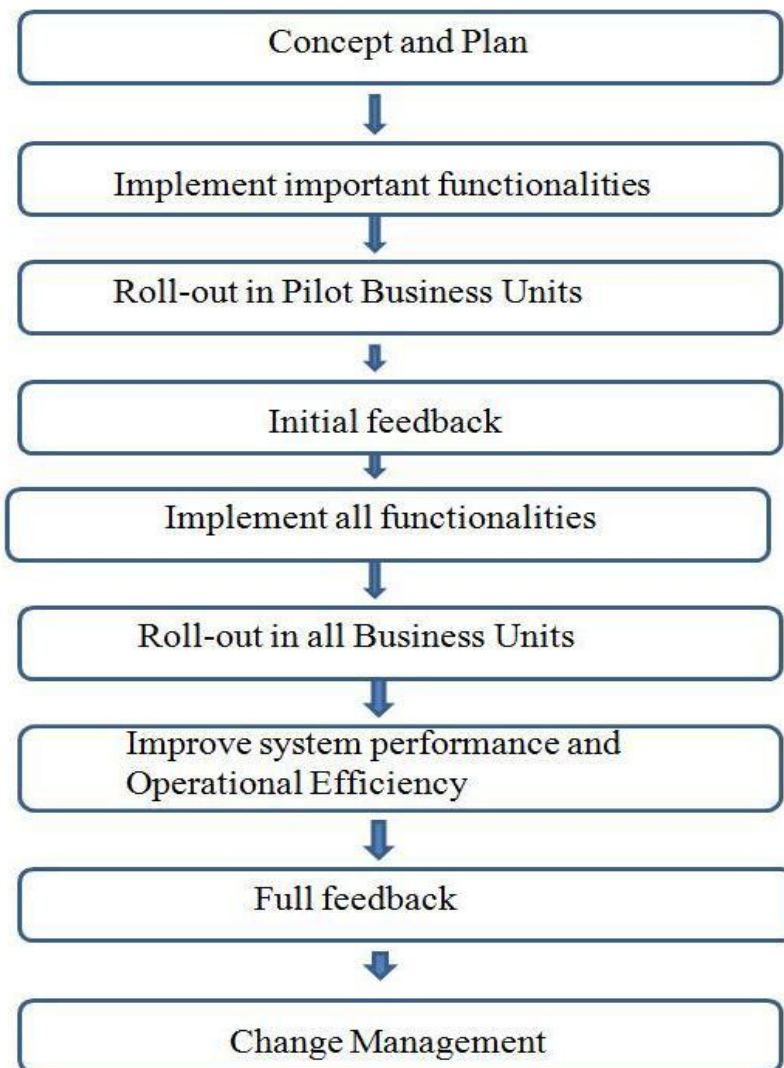 Concept and Plan
Implement important functionalities
Roll-out in Pilot Business Units
Initial feedback
Implement all functionalities
Roll-out in all Business Units
Improve system performance and
Operational Efficiency
Full feedback
Change Management